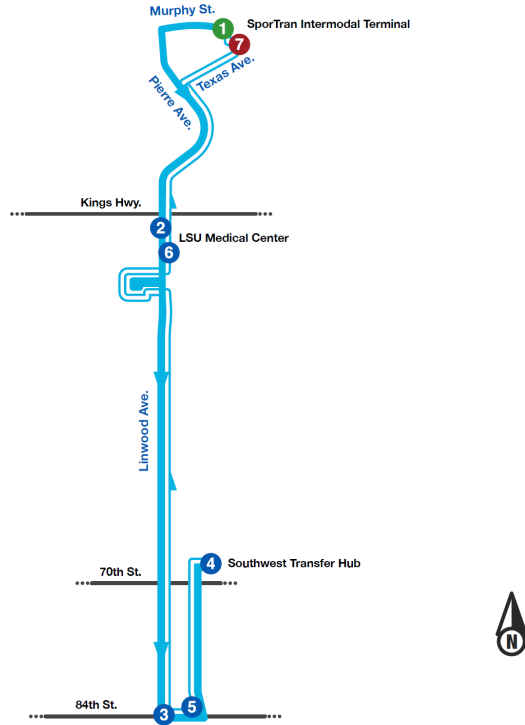 Murphy St.
1
SporTran Intermodal Terminal
7
Texas Ave.
Pierre Ave.
Kings Hwy.
2
LSU Medical Center
6
Linwood Ave.
4
Southwest Transfer Hub
70th St.
5
84th St.
3
N